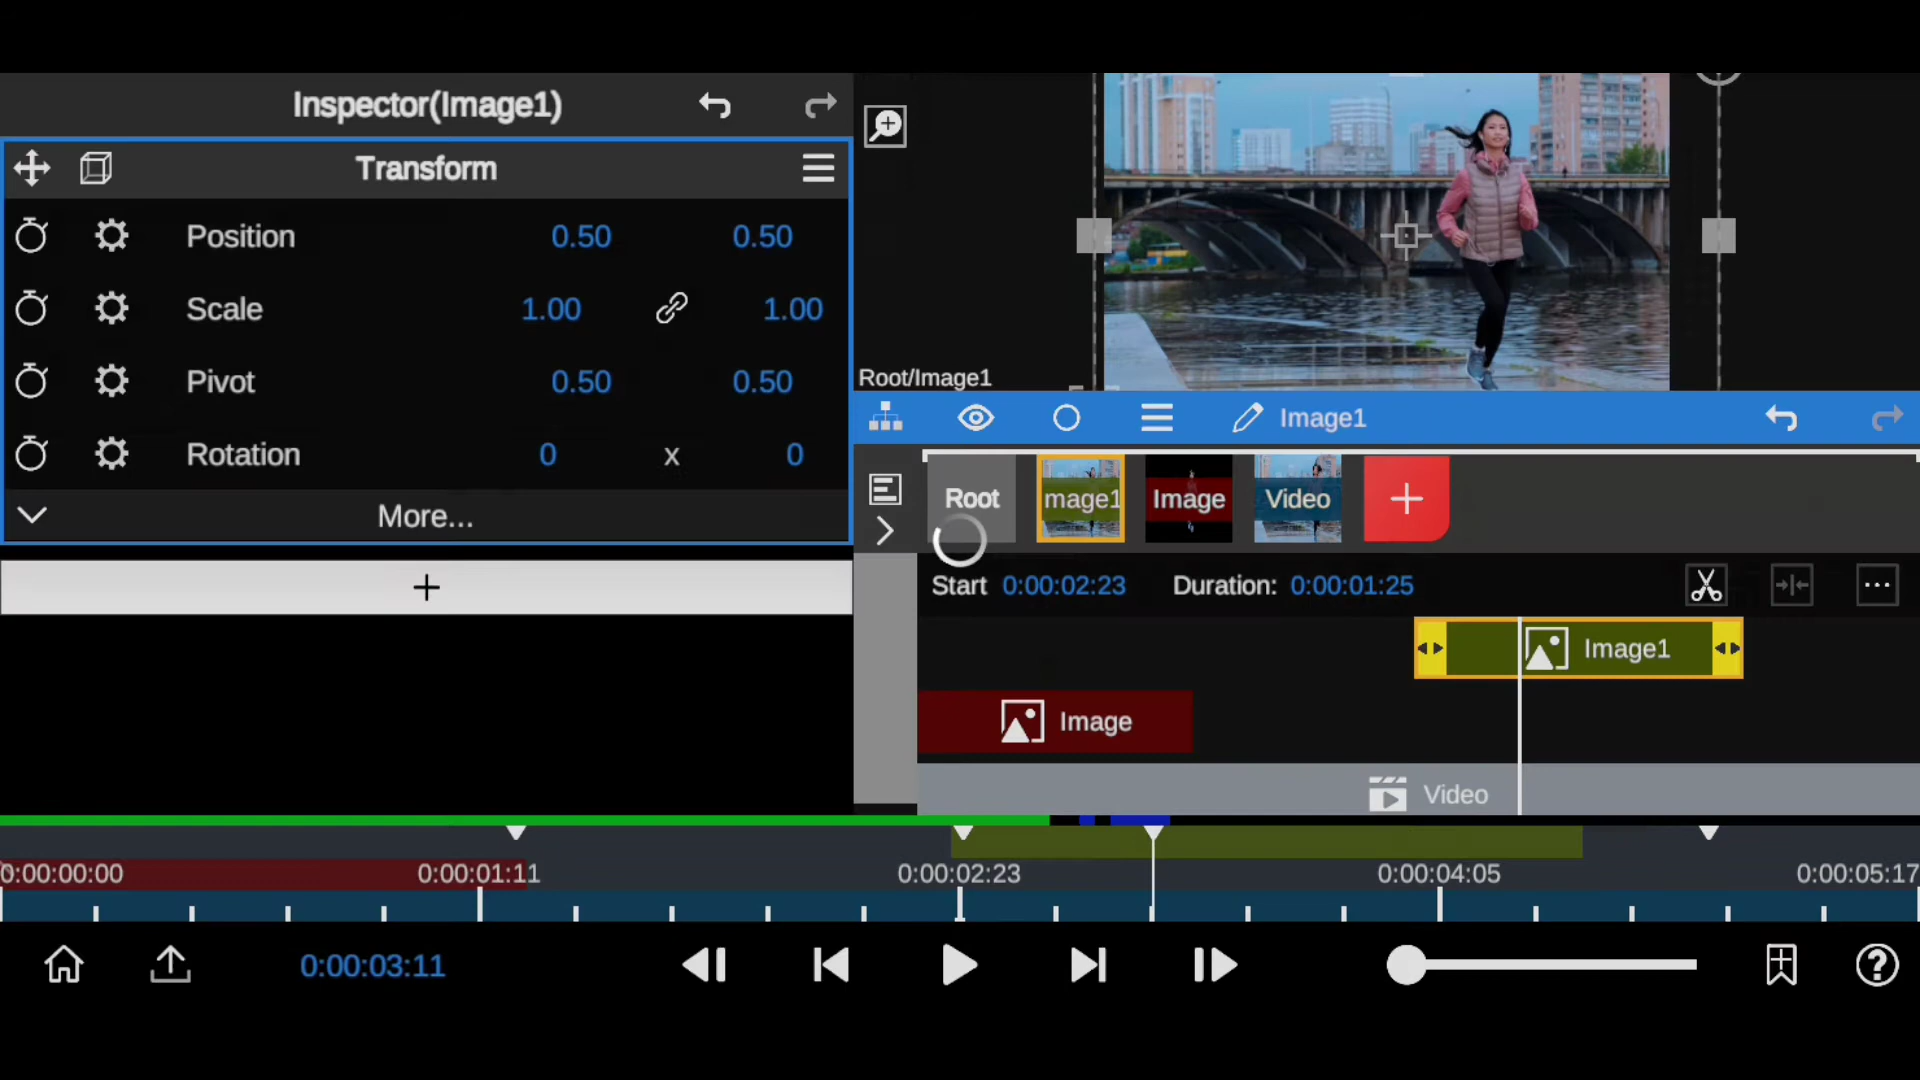 Inspector(Image1)
Transform
Position 0.50 0.50
Scale 1.00 1.00
Pivot 0.50 0.50
Rotation 0 x 0
More...
+
Root/Image1
Image1
Root mage1 Image Video +
Start 0:00:02:23 Duration: 0:00:01:25
Image1
Image
Video
0:00:00:00 0:00:01:11 0:00:02:23 0:00:04:05 0:00:05:17
0:00:03:11